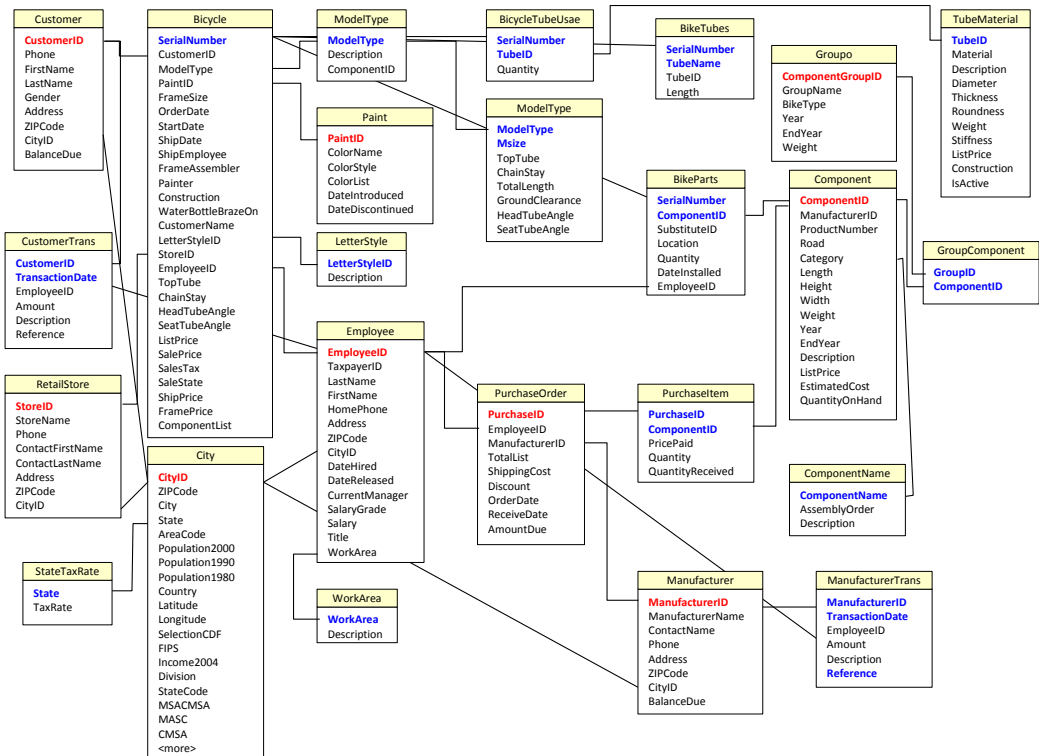 Customer
CustomerID
Phone
FirstName
LastName
Gender
Address
ZIPCode
CityID
BalanceDue
Bicycle
SerialNumber
CustomerID
ModelType
PaintID
FrameSize
OrderDate
StartDate
ShipDate
ShipEmployee
FrameAssembler
Painter
Construction
WaterBottleBrazeOn
CustomerName
LetterStyleID
StoreID
EmployeeID
TopTube
ChainStay
HeadTubeAngle
SeatTubeAngle
ListPrice
SalePrice
SalesTax
SaleState
ShipPrice
FramePrice
ComponentList
ModelType
ModelType
Description
ComponentID
BicycleTubeUsae
SerialNumber
TubeID
Quantity
BikeTubes
SerialNumber
TubeName
TubeID
Length
Groupo
ComponentGroupID
GroupName
BikeType
Year
EndYear
Weight
TubeMaterial
TubeID
Material
Description
Diameter
Thickness
Roundness
Weight
Stiffness
ListPrice
Construction
IsActive
Paint
PaintID
ColorName
ColorStyle
ColorList
DateIntroduced
DateDiscontinued
ModelType
ModelType
Msize
TopTube
ChainStay
TotalLength
GroundClearance
HeadTubeAngle
SeatTubeAngle
BikeParts
SerialNumber
ComponentID
SubstituteID
Location
Quantity
DateInstalled
EmployeeID
Component
ComponentID
ManufacturerID
ProductNumber
Road
Category
Length
Height
Width
Weight
Year
EndYear
Description
ListPrice
EstimatedCost
QuantityOnHand
GroupComponent
GroupID
ComponentID
CustomerTrans
CustomerID
TransactionDate
EmployeeID
Amount
Description
Reference
LetterStyle
LetterStyleID
Description
Employee
EmployeeID
TaxpayerID
LastName
FirstName
HomePhone
Address
ZIPCode
CityID
DateHired
DateReleased
CurrentManager
SalaryGrade
Salary
Title
WorkArea
RetailStore
StoreID
StoreName
Phone
ContactFirstName
ContactLastName
Address
ZIPCode
CityID
PurchaseOrder
PurchaseID
EmployeeID
ManufacturerID
TotalList
ShippingCost
Discount
OrderDate
ReceiveDate
AmountDue
PurchaseItem
PurchaseID
ComponentID
PricePaid
Quantity
QuantityReceived
ComponentName
ComponentName
AssemblyOrder
Description
City
CityID
ZIPCode
City
State
AreaCode
Population2000
Population1990
Population1980
Country
Latitude
Longitude
SelectionCDF
FIPS
Income2004
Division
StateCode
MSACMSA
MASC
CMSA
<more>
StateTaxRate
State
TaxRate
WorkArea
WorkArea
Description
Manufacturer
ManufacturerID
ManufacturerName
ContactName
Phone
Address
ZIPCode
CityID
BalanceDue
ManufacturerTrans
ManufacturerID
TransactionDate
EmployeeID
Amount
Description
Reference